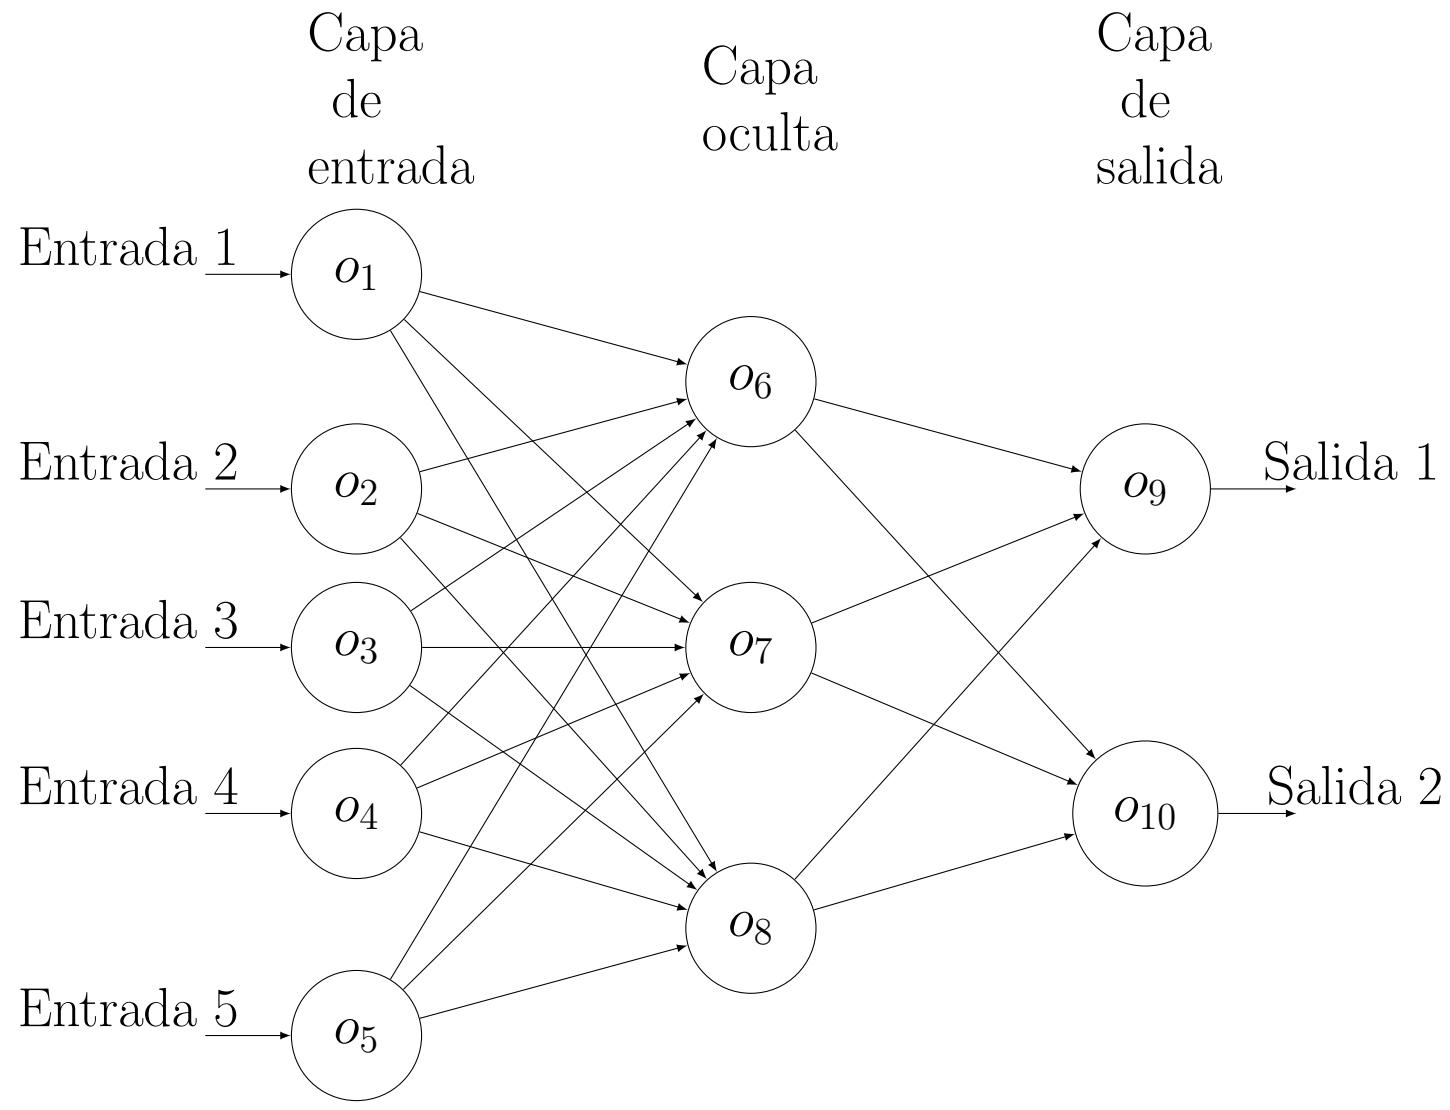 Capa
de
entrada
Capa
oculta
Capa
de
salida
Entrada 1
Entrada 2
Entrada 3
Entrada 4
Entrada 5
o1
o2
o3
o4
o5
o6
o7
o8
o9
o10
Salida 1
Salida 2